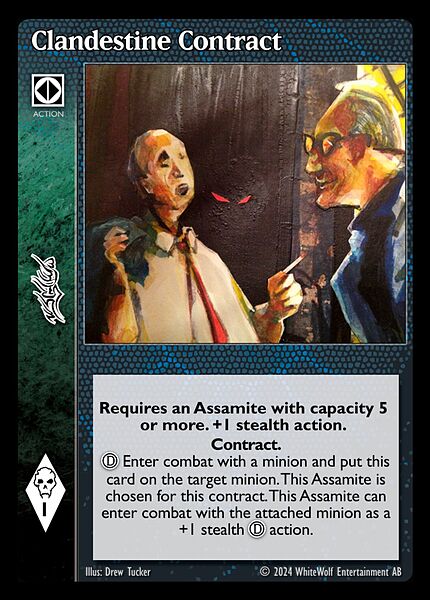 Clandestine Contract
ACTION
Requires an Assamite with capacity 5
or more. +1 stealth action.
Contract.
Ⓓ Enter combat with a minion and put this
card on the target minion. This Assamite is
chosen for this contract. This Assamite can
enter combat with the attached minion as a
+1 stealth Ⓓ action.
I
Illus: Drew Tucker © 2024 WhiteWolf Entertainment AB